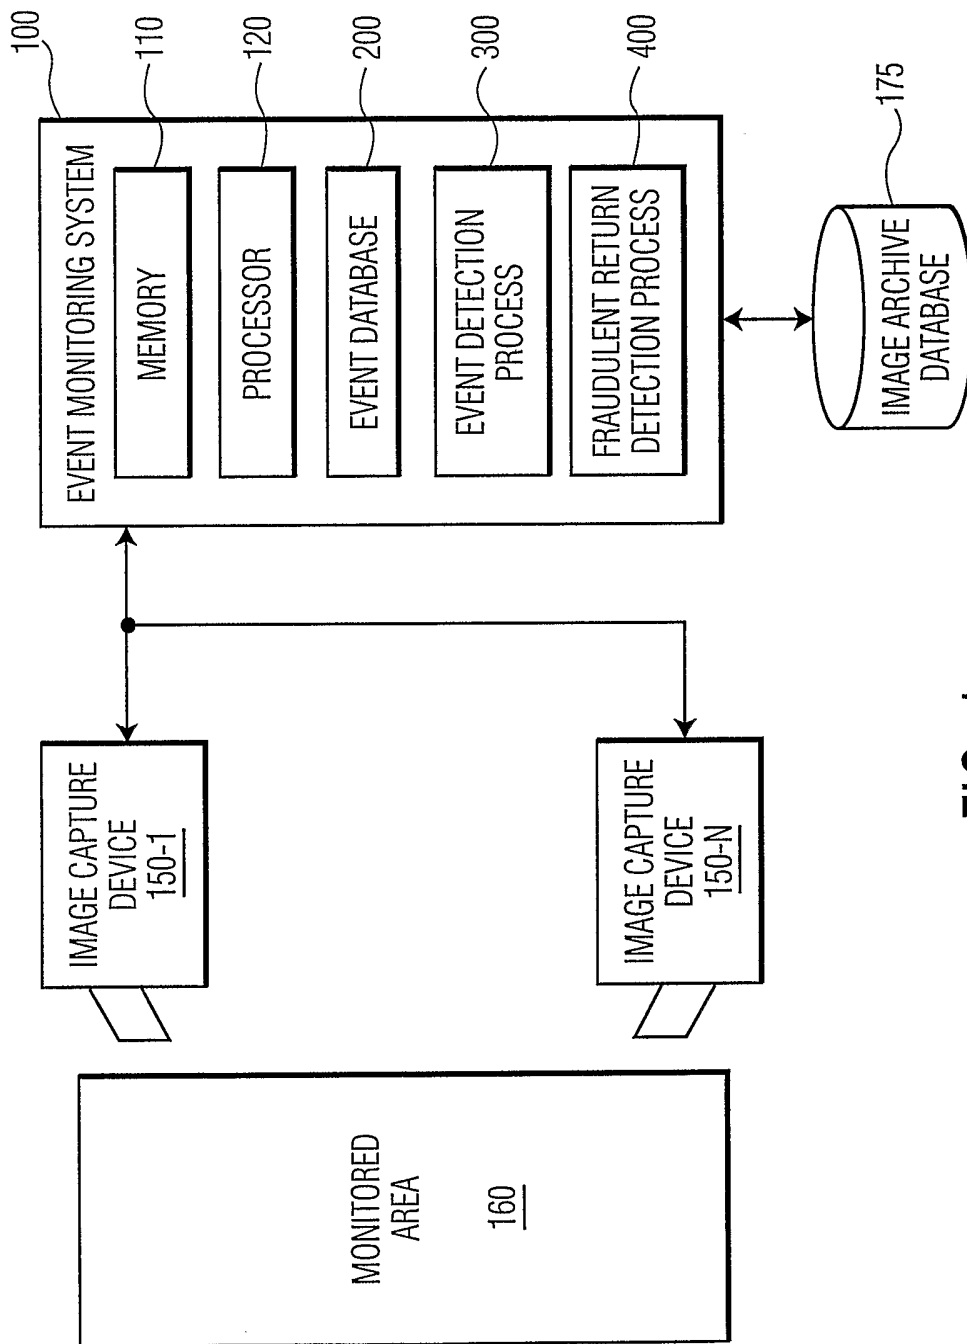 100
EVENT MONITORING SYSTEM
MEMORY
110
PROCESSOR
120
EVENT DATABASE
200
EVENT DETECTION
PROCESS
300
FRAUDULENT RETURN
DETECTION PROCESS
400
IMAGE ARCHIVE
DATABASE
175
IMAGE CAPTURE
DEVICE
150-1
IMAGE CAPTURE
DEVICE
150-N
MONITORED
AREA
160